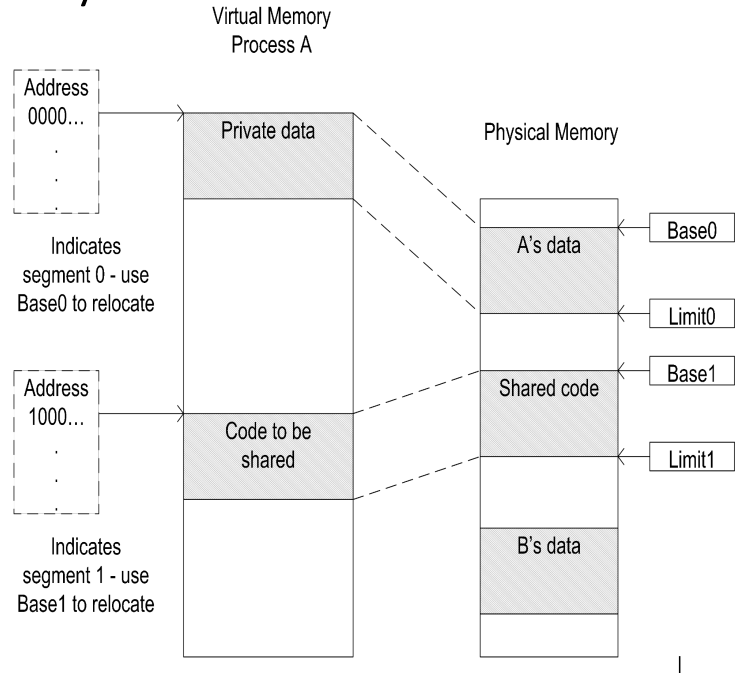 Virtual Memory
Process A
Address
0000...
.
.
.
Private data
Physical Memory
Base0
A's data
Indicates
segment 0 - use
Base0 to relocate
Limit0
Address
1000...
.
.
.
Base1
Shared code
Code to be
shared
Limit1
Indicates
segment 1 - use
Base1 to relocate
B's data